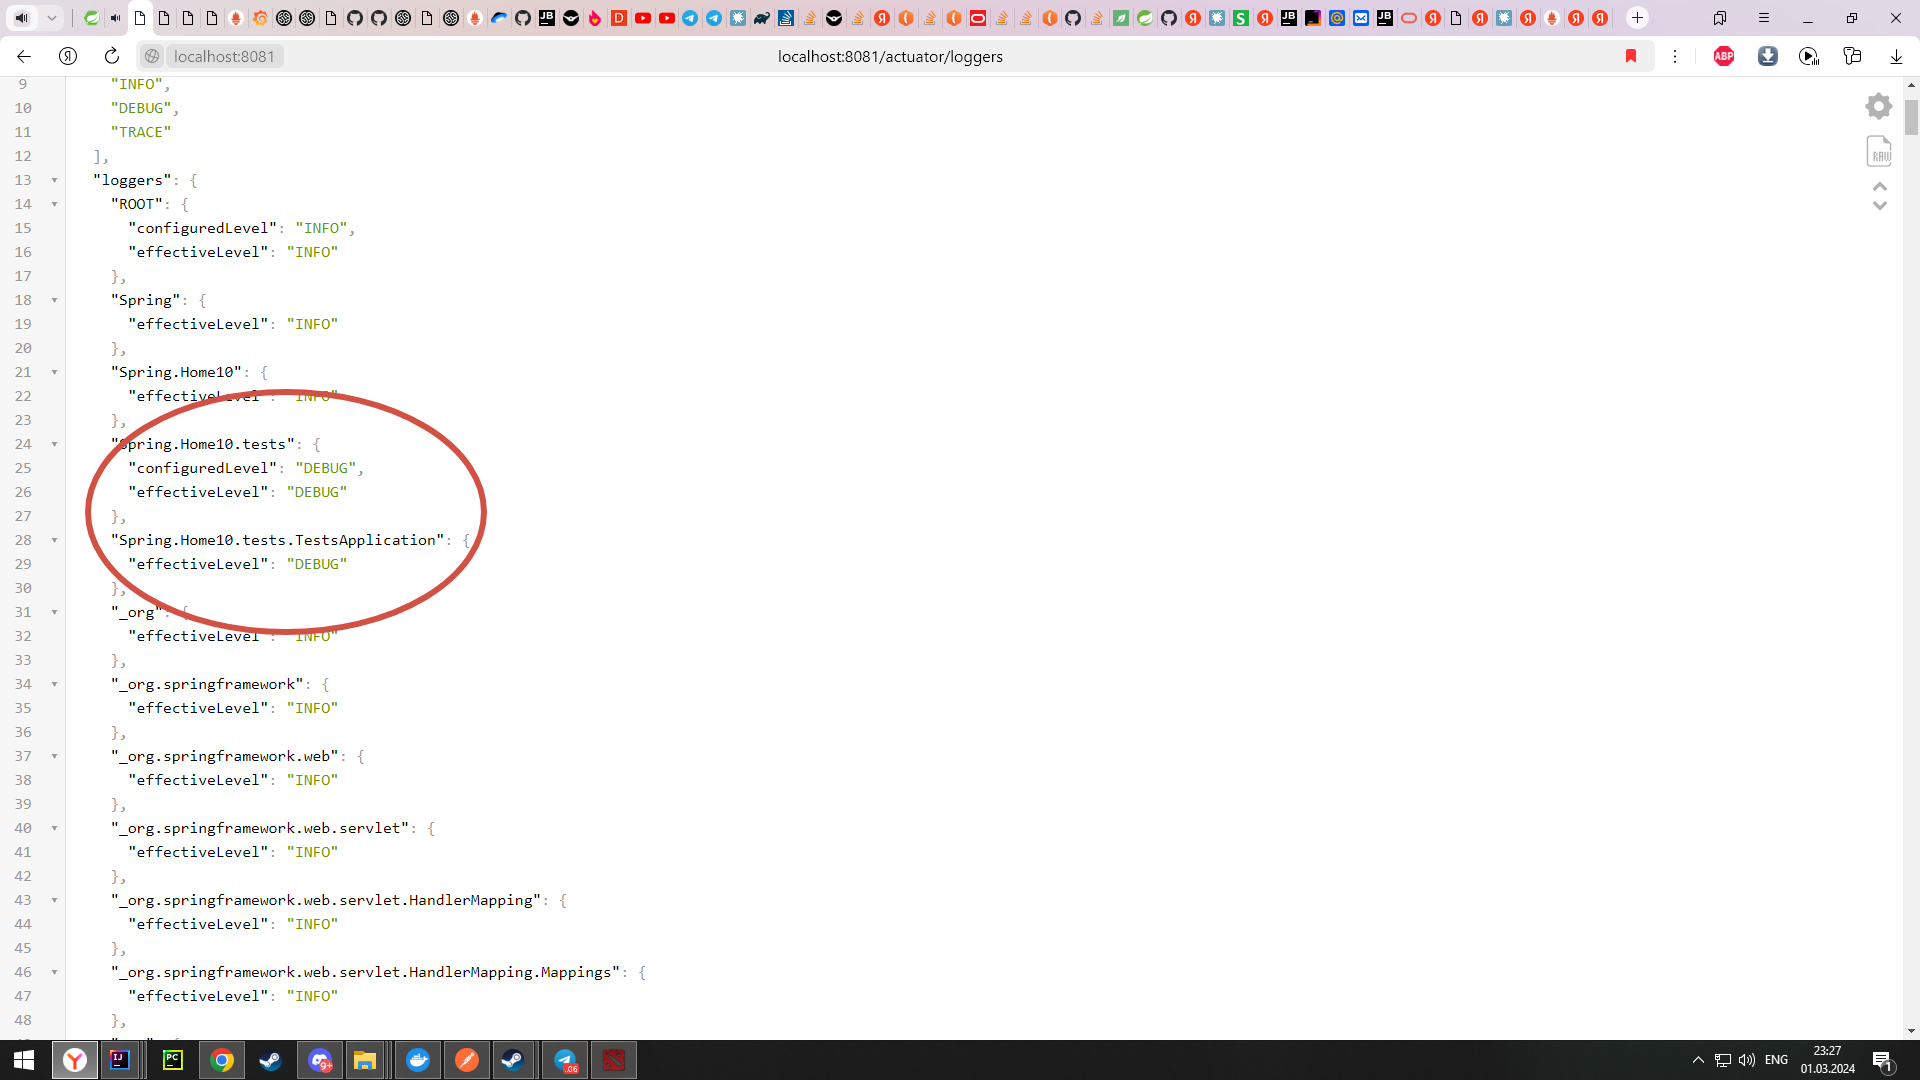 localhost:8081
localhost:8081/actuator/loggers
ABP
RAW
9 "INFO",
10 "DEBUG",
11 "TRACE"
12 ],
13 "loggers": {
14 "ROOT": {
15 "configuredLevel": "INFO",
16 "effectiveLevel": "INFO"
17 },
18 "Spring": {
19 "effectiveLevel": "INFO"
20 },
21 "Spring.Home10": {
22 "effectiveLevel": "INFO"
23 },
24 "Spring.Home10.tests": {
25 "configuredLevel": "DEBUG",
26 "effectiveLevel": "DEBUG"
27 },
28 "Spring.Home10.tests.TestsApplication": {
29 "effectiveLevel": "DEBUG"
30 },
31 "_org": {
32 "effectiveLevel": "INFO"
33 },
34 "_org.springframework": {
35 "effectiveLevel": "INFO"
36 },
37 "_org.springframework.web": {
38 "effectiveLevel": "INFO"
39 },
40 "_org.springframework.web.servlet": {
41 "effectiveLevel": "INFO"
42 },
43 "_org.springframework.web.servlet.HandlerMapping": {
44 "effectiveLevel": "INFO"
45 },
46 "_org.springframework.web.servlet.HandlerMapping.Mappings": {
47 "effectiveLevel": "INFO"
48 },
ENG
23:27
01.03.2024